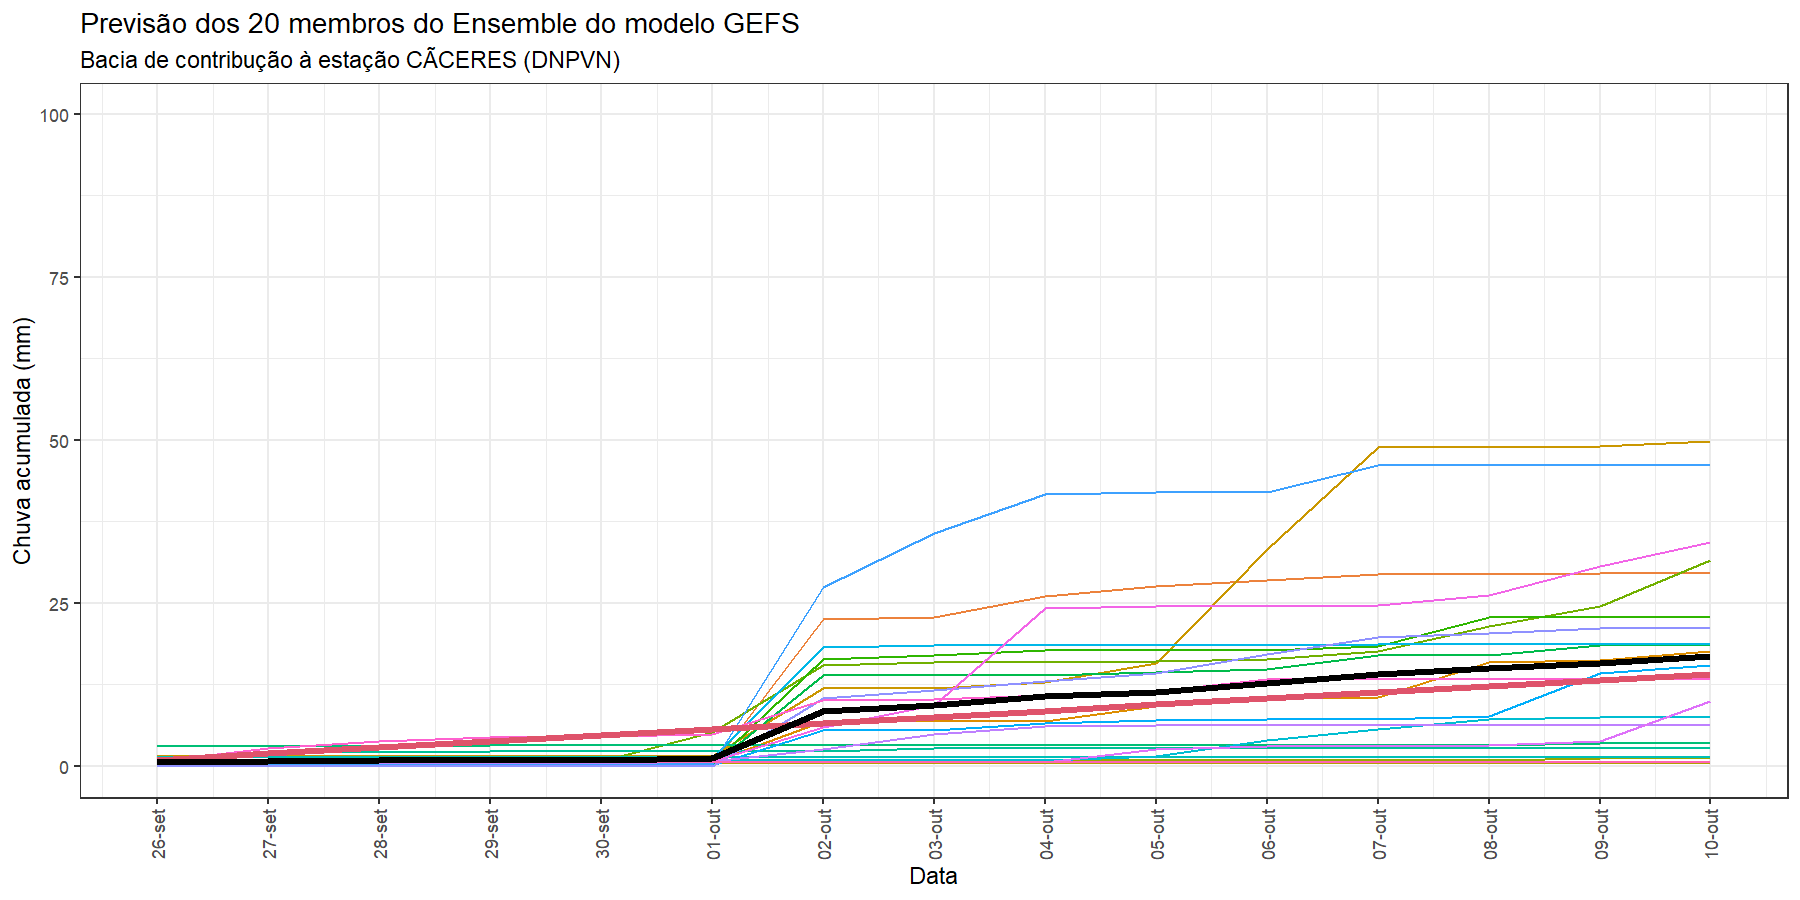 Previsão dos 20 membros do Ensemble do modelo GEFS
Bacia de contribução à estação CÃCERES (DNPVN)
Chuva acumulada (mm)
100
75
50
25
0
26-set
27-set
28-set
29-set
30-set
01-out
02-out
03-out
04-out
05-out
06-out
07-out
08-out
09-out
10-out
Data